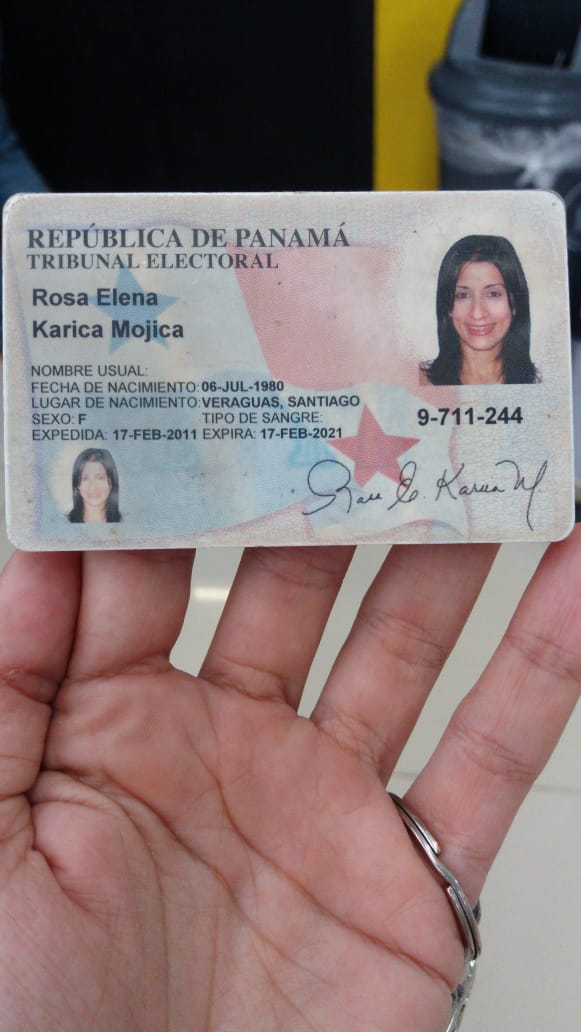 REPÚBLICA DE PANAMÁ
TRIBUNAL ELECTORAL
Rosa Elena
Karica Mojica
NOMBRE USUAL:
FECHA DE NACIMIENTO: 06-JUL-1980
LUGAR DE NACIMIENTO: VERAGUAS, SANTIAGO
SEXO: F TIPO DE SANGRE:
EXPEDIDA: 17-FEB-2011 EXPIRA: 17-FEB-2021
9-711-244
Rosa E. Karica M.